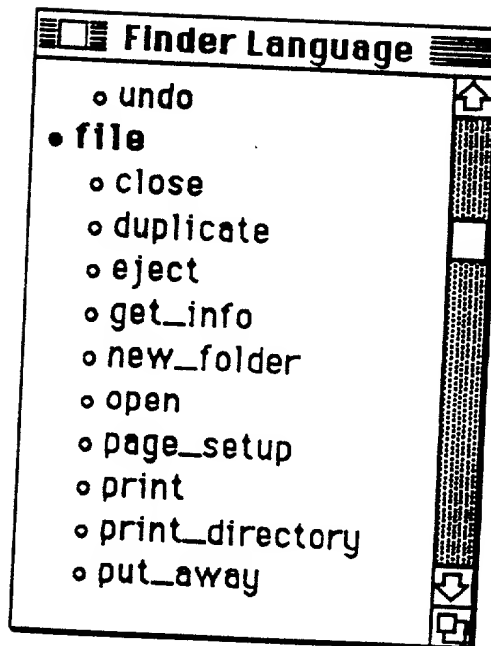 Finder Language
undo
file
close
duplicate
eject
get_info
new_folder
open
page_setup
print
print_directory
put_away